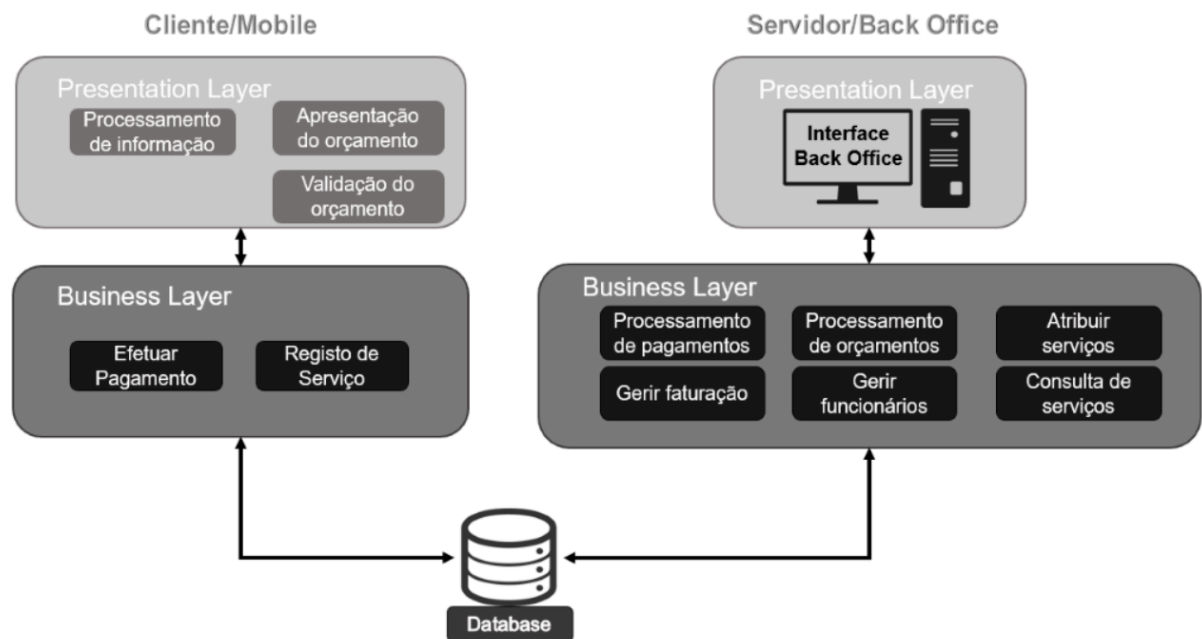 Cliente/Mobile
Presentation Layer
Processamento
de informação
Apresentação
do orçamento
Validação do
orçamento
Business Layer
Efetuar
Pagamento
Registo de
Serviço
Servidor/Back Office
Presentation Layer
Interface
Back Office
Business Layer
Processamento
de pagamentos
Processamento
de orçamentos
Atribuir
serviços
Gerir faturação
Gerir
funcionários
Consulta de
serviços
Database